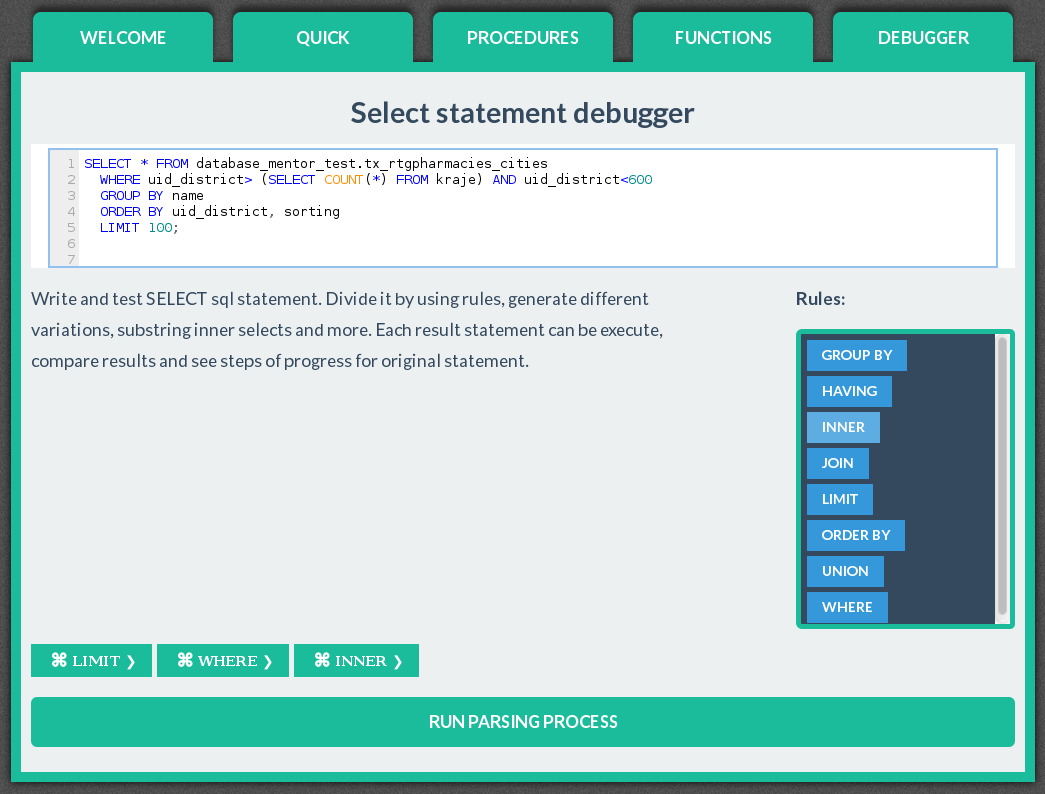 WELCOME
QUICK
PROCEDURES
FUNCTIONS
DEBUGGER
Select statement debugger
1 SELECT * FROM database_mentor_test.tx_rtgpharmacies_cities
2 WHERE uid_district> (SELECT COUNT(*) FROM kraje) AND uid_district<600
3 GROUP BY name
4 ORDER BY uid_district, sorting
5 LIMIT 100;
6
7
Write and test SELECT sql statement. Divide it by using rules, generate different
variations, substring inner selects and more. Each result statement can be execute,
compare results and see steps of progress for original statement.
Rules:
GROUP BY
HAVING
INNER
JOIN
LIMIT
ORDER BY
UNION
WHERE
⌘ LIMIT ❯
⌘ WHERE ❯
⌘ INNER ❯
RUN PARSING PROCESS